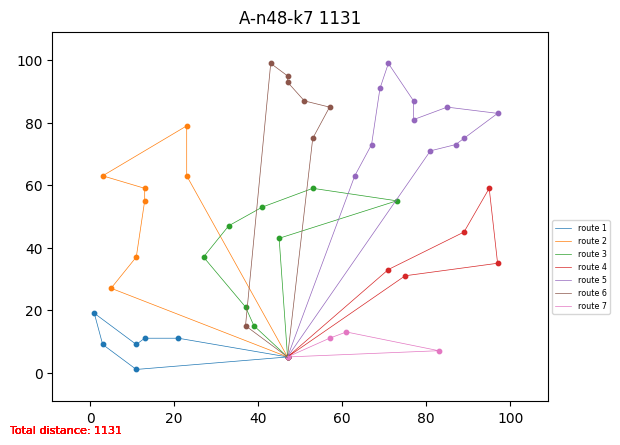 A-n48-k7 1131
100
80
60
40
20
0
0 20 40 60 80 100
route 1
route 2
route 3
route 4
route 5
route 6
route 7
Total distance: 1131